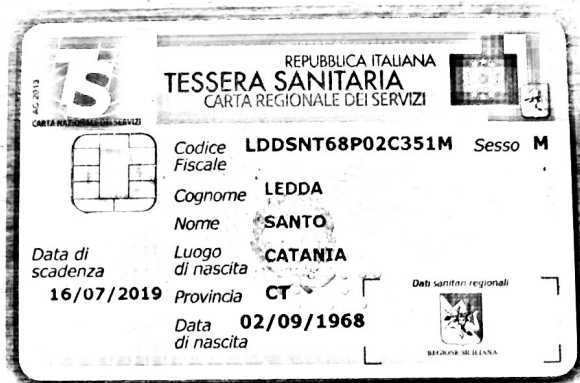 REPUBBLICA ITALIANA
TESSERA SANITARIA
CARTA REGIONALE DEI SERVIZI
AG 2013
TS
CARTA NAZIONALE DEI SERVIZI
Codice Fiscale LDDSNT68P02C351M Sesso M
Cognome LEDDA
Nome SANTO
Luogo di nascita CATANIA
Data di scadenza 16/07/2019
Provincia CT
Data di nascita 02/09/1968
Dati sanitari regionali
REGIONE SICILIANA